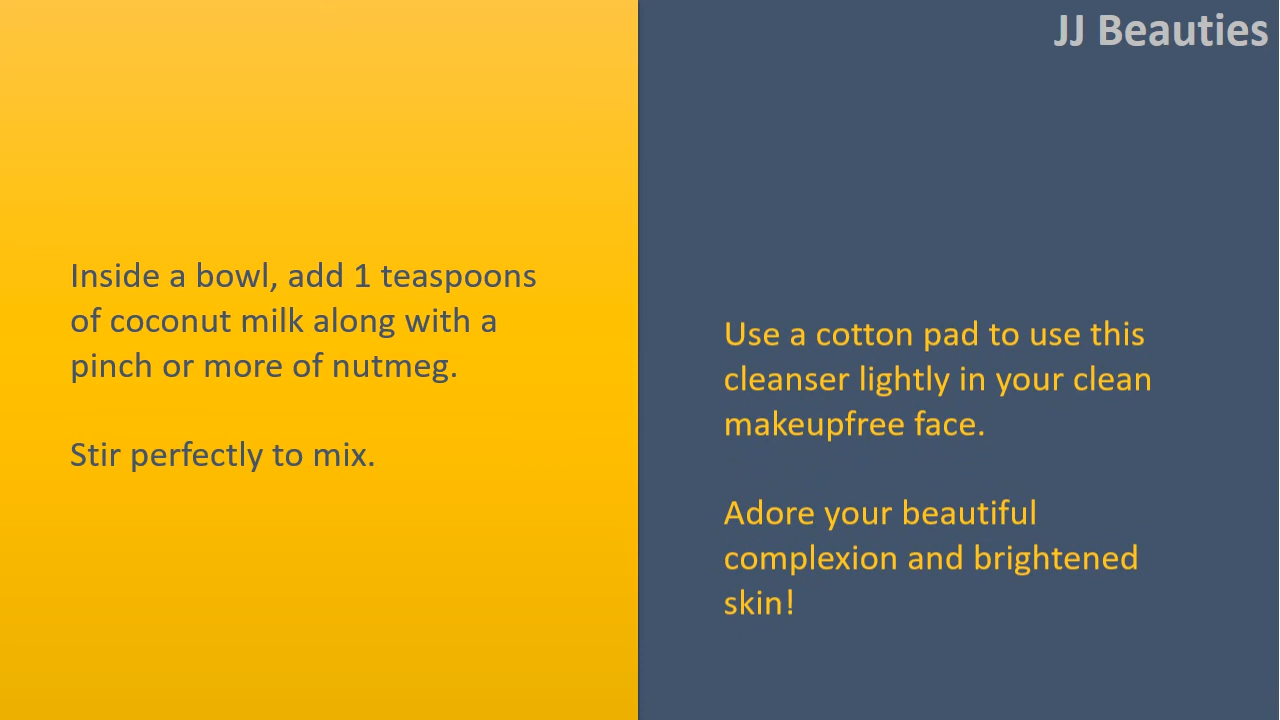 JJ Beauties
Inside a bowl, add 1 teaspoons
of coconut milk along with a
pinch or more of nutmeg.
Stir perfectly to mix.
Use a cotton pad to use this
cleanser lightly in your clean
makeupfree face.
Adore your beautiful
complexion and brightened
skin!